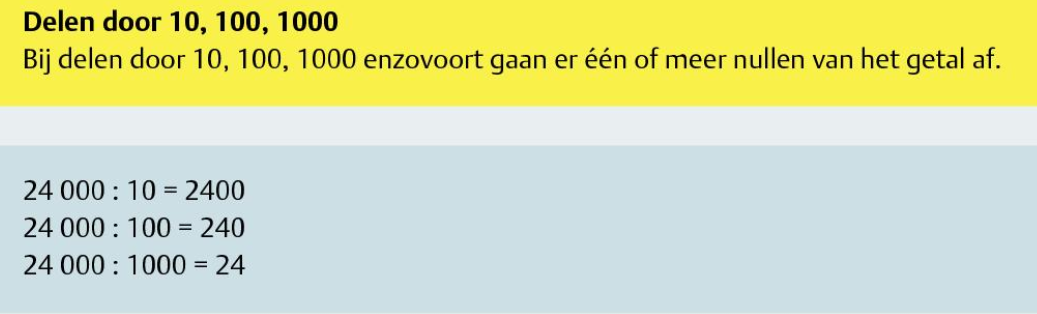 Delen door 10, 100, 1000
Bij delen door 10, 100, 1000 enzovoort gaan er één of meer nullen van het getal af.
24 000 : 10 = 2400
24 000 : 100 = 240
24 000 : 1000 = 24